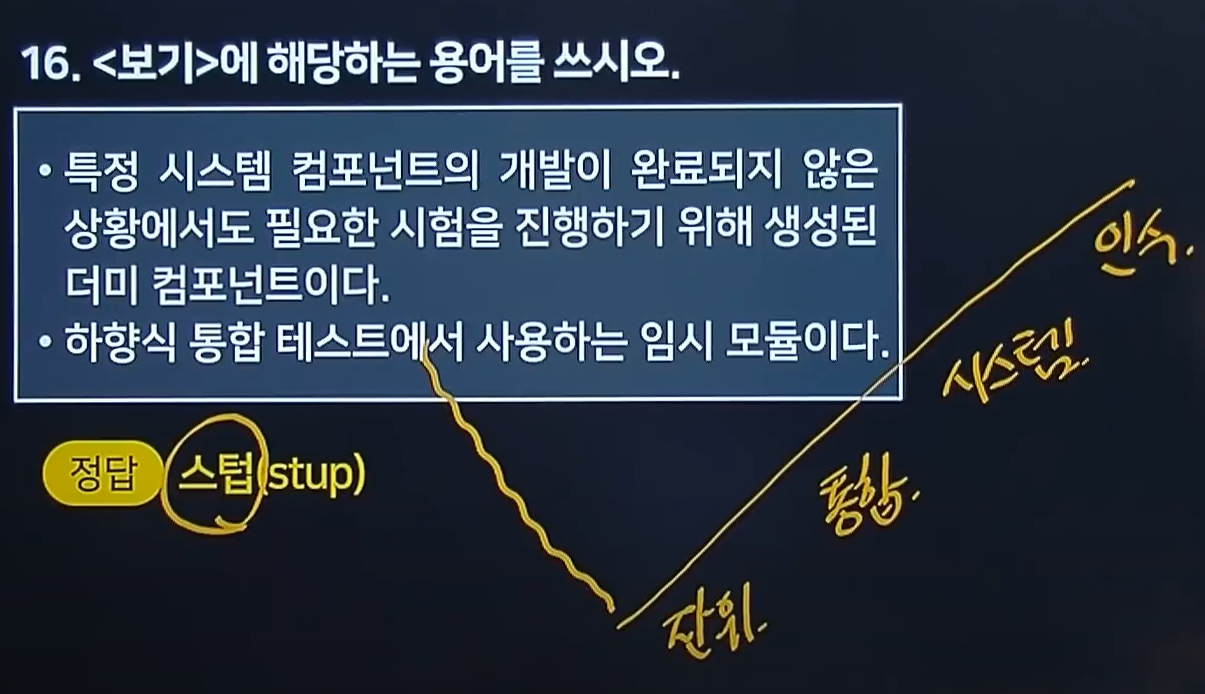 16. <보기>에 해당하는 용어를 쓰시오.
• 특정 시스템 컴포넌트의 개발이 완료되지 않은
상황에서도 필요한 시험을 진행하기 위해 생성된
더미 컴포넌트이다.
• 하향식 통합 테스트에서 사용하는 임시 모듈이다.
정답 스텁(stup)
인수.
시스템.
통합.
단위.